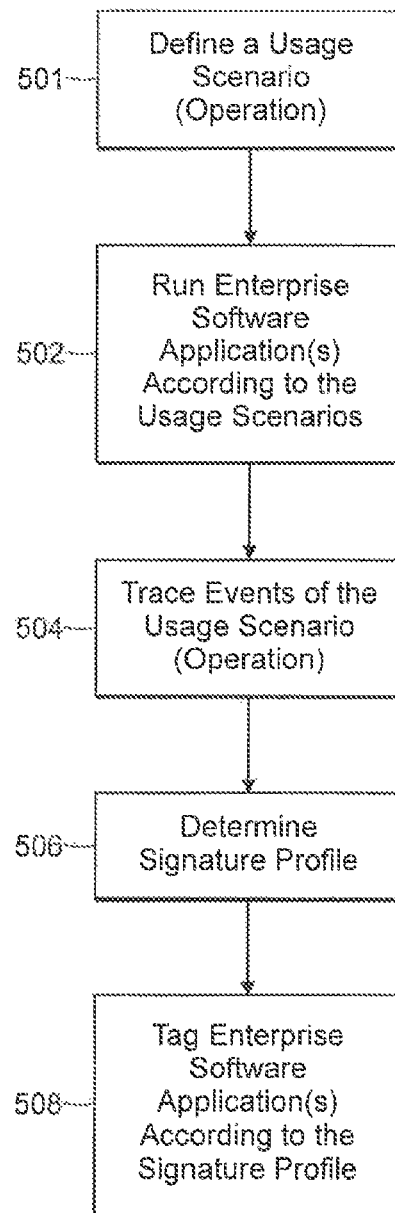 501
Define a Usage
Scenario
(Operation)
502
Run Enterprise
Software
Application(s)
According to the
Usage Scenarios
504
Trace Events of the
Usage Scenario
(Operation)
506
Determine
Signature Profile
508
Tag Enterprise
Software
Application(s)
According to the
Signature Profile